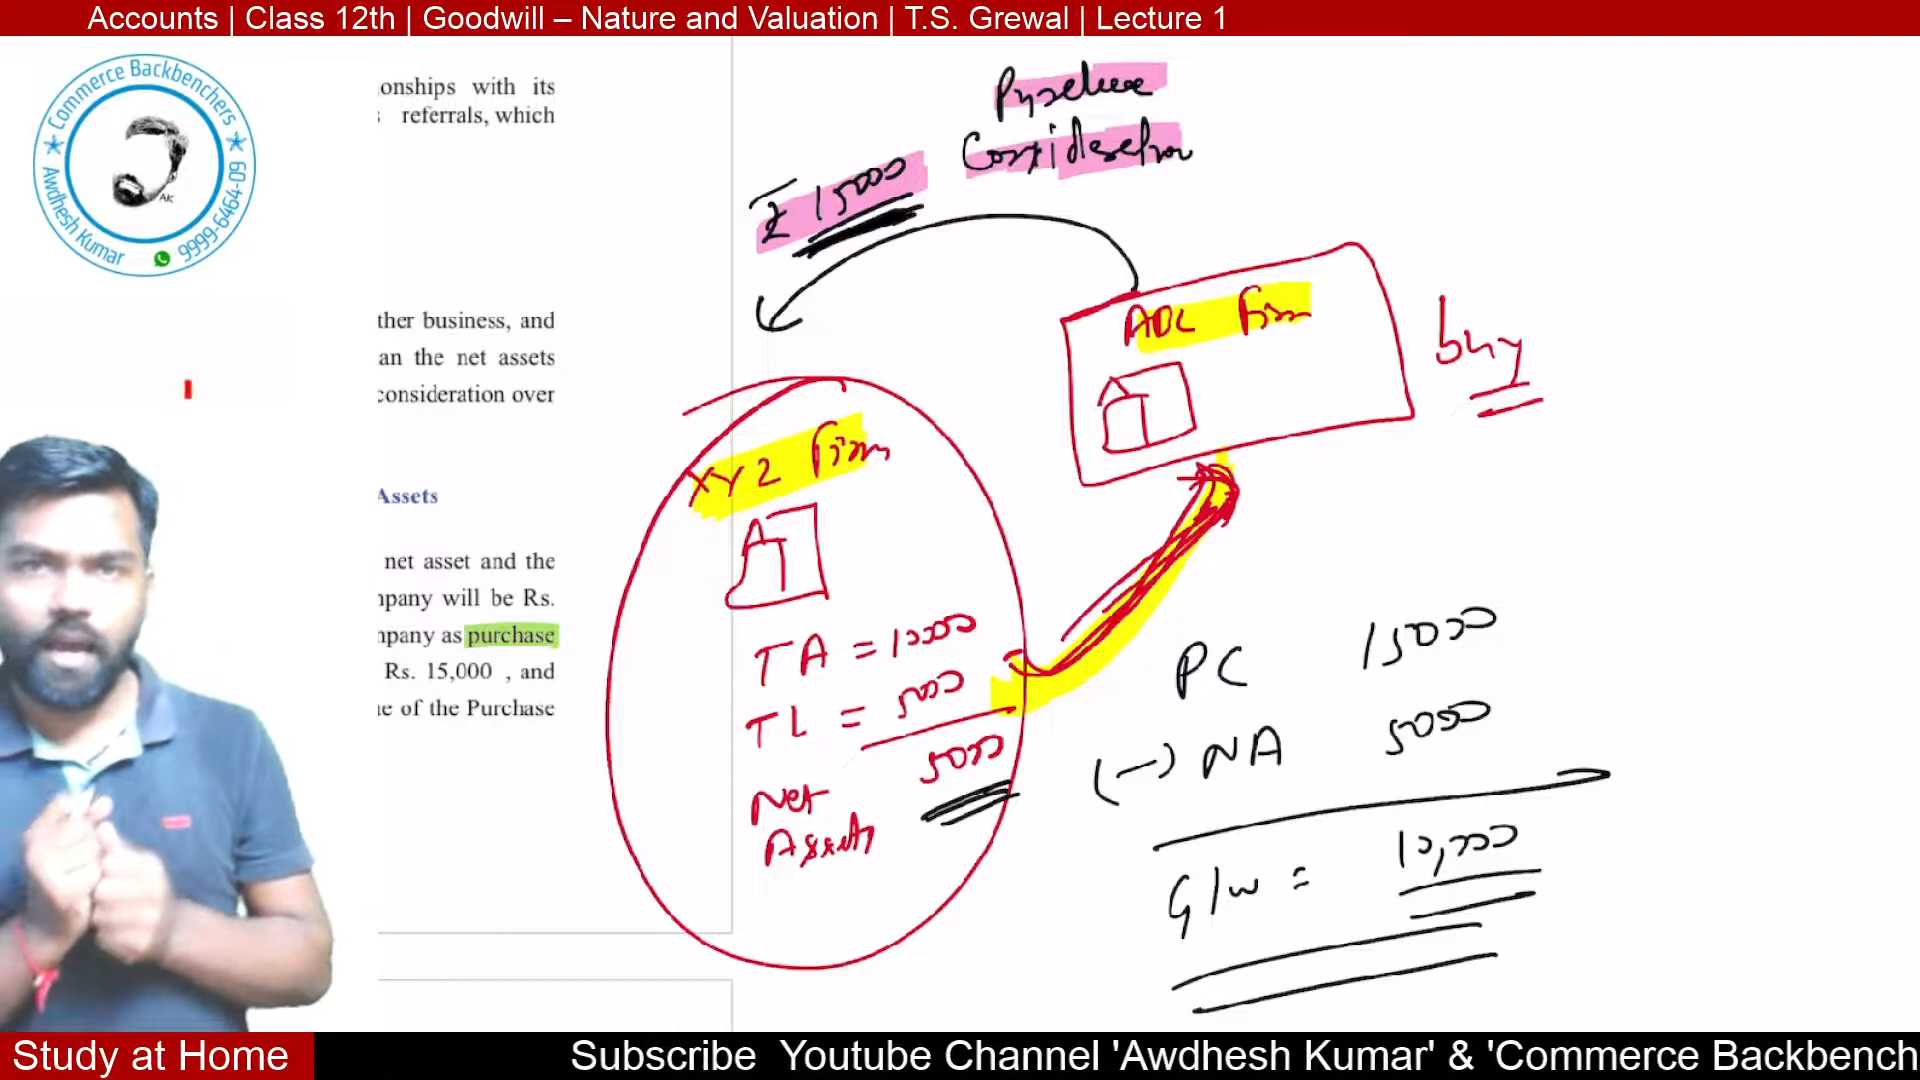 Accounts | Class 12th | Goodwill – Nature and Valuation | T.S. Grewal | Lecture 1
Commerce Backbenchers
Awdhesh Kumar 9999-6464-09
AK
onships with its
referrals, which
ther business, and
an the net assets
consideration over
Assets
net asset and the
npany will be Rs.
npany as purchase
Rs. 15,000 , and
ue of the Purchase
Consideration
₹ 15000
Firm
buy
XYZ Firm
TA = 10000
TL = 5000
5000
Net
Assets
PC 15000
(-) NA 5000
G/w = 10,000
Study at Home
Subscribe Youtube Channel 'Awdhesh Kumar' & 'Commerce Backbench